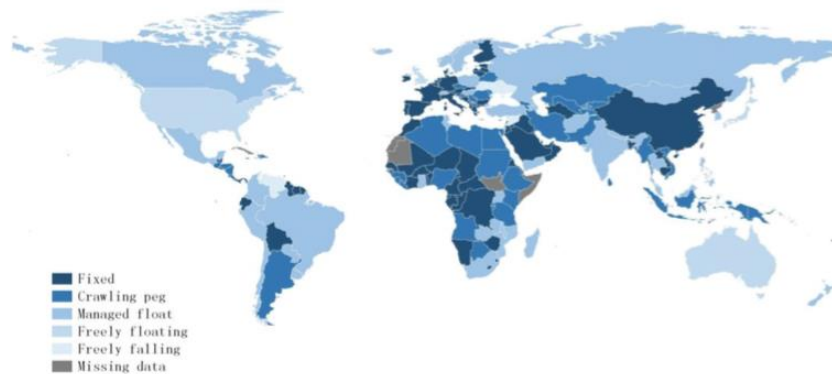 Fixed
Crawling peg
Managed float
Freely floating
Freely falling
Missing data